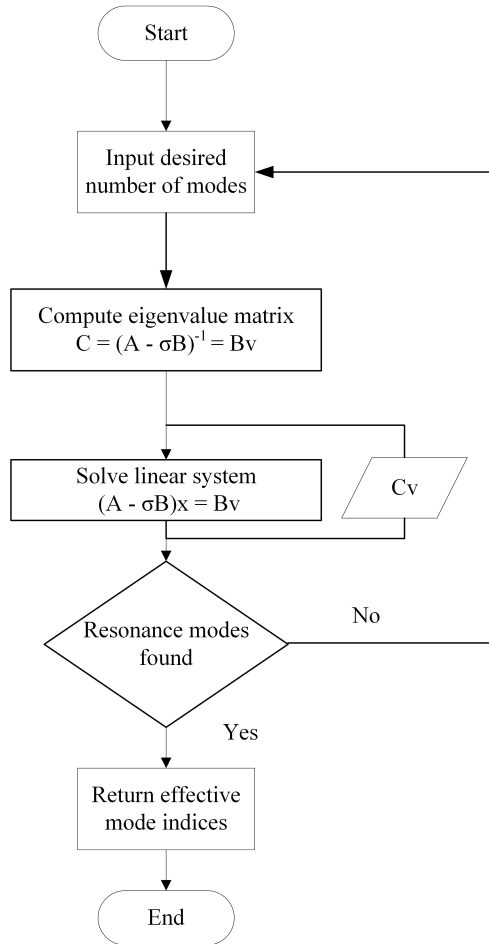 Start
Input desired
number of modes
Compute eigenvalue matrix
C = (A - σB)⁻¹ = Bv
Solve linear system
(A - σB)x = Bv
Cv
Resonance modes
found
No
Yes
Return effective
mode indices
End